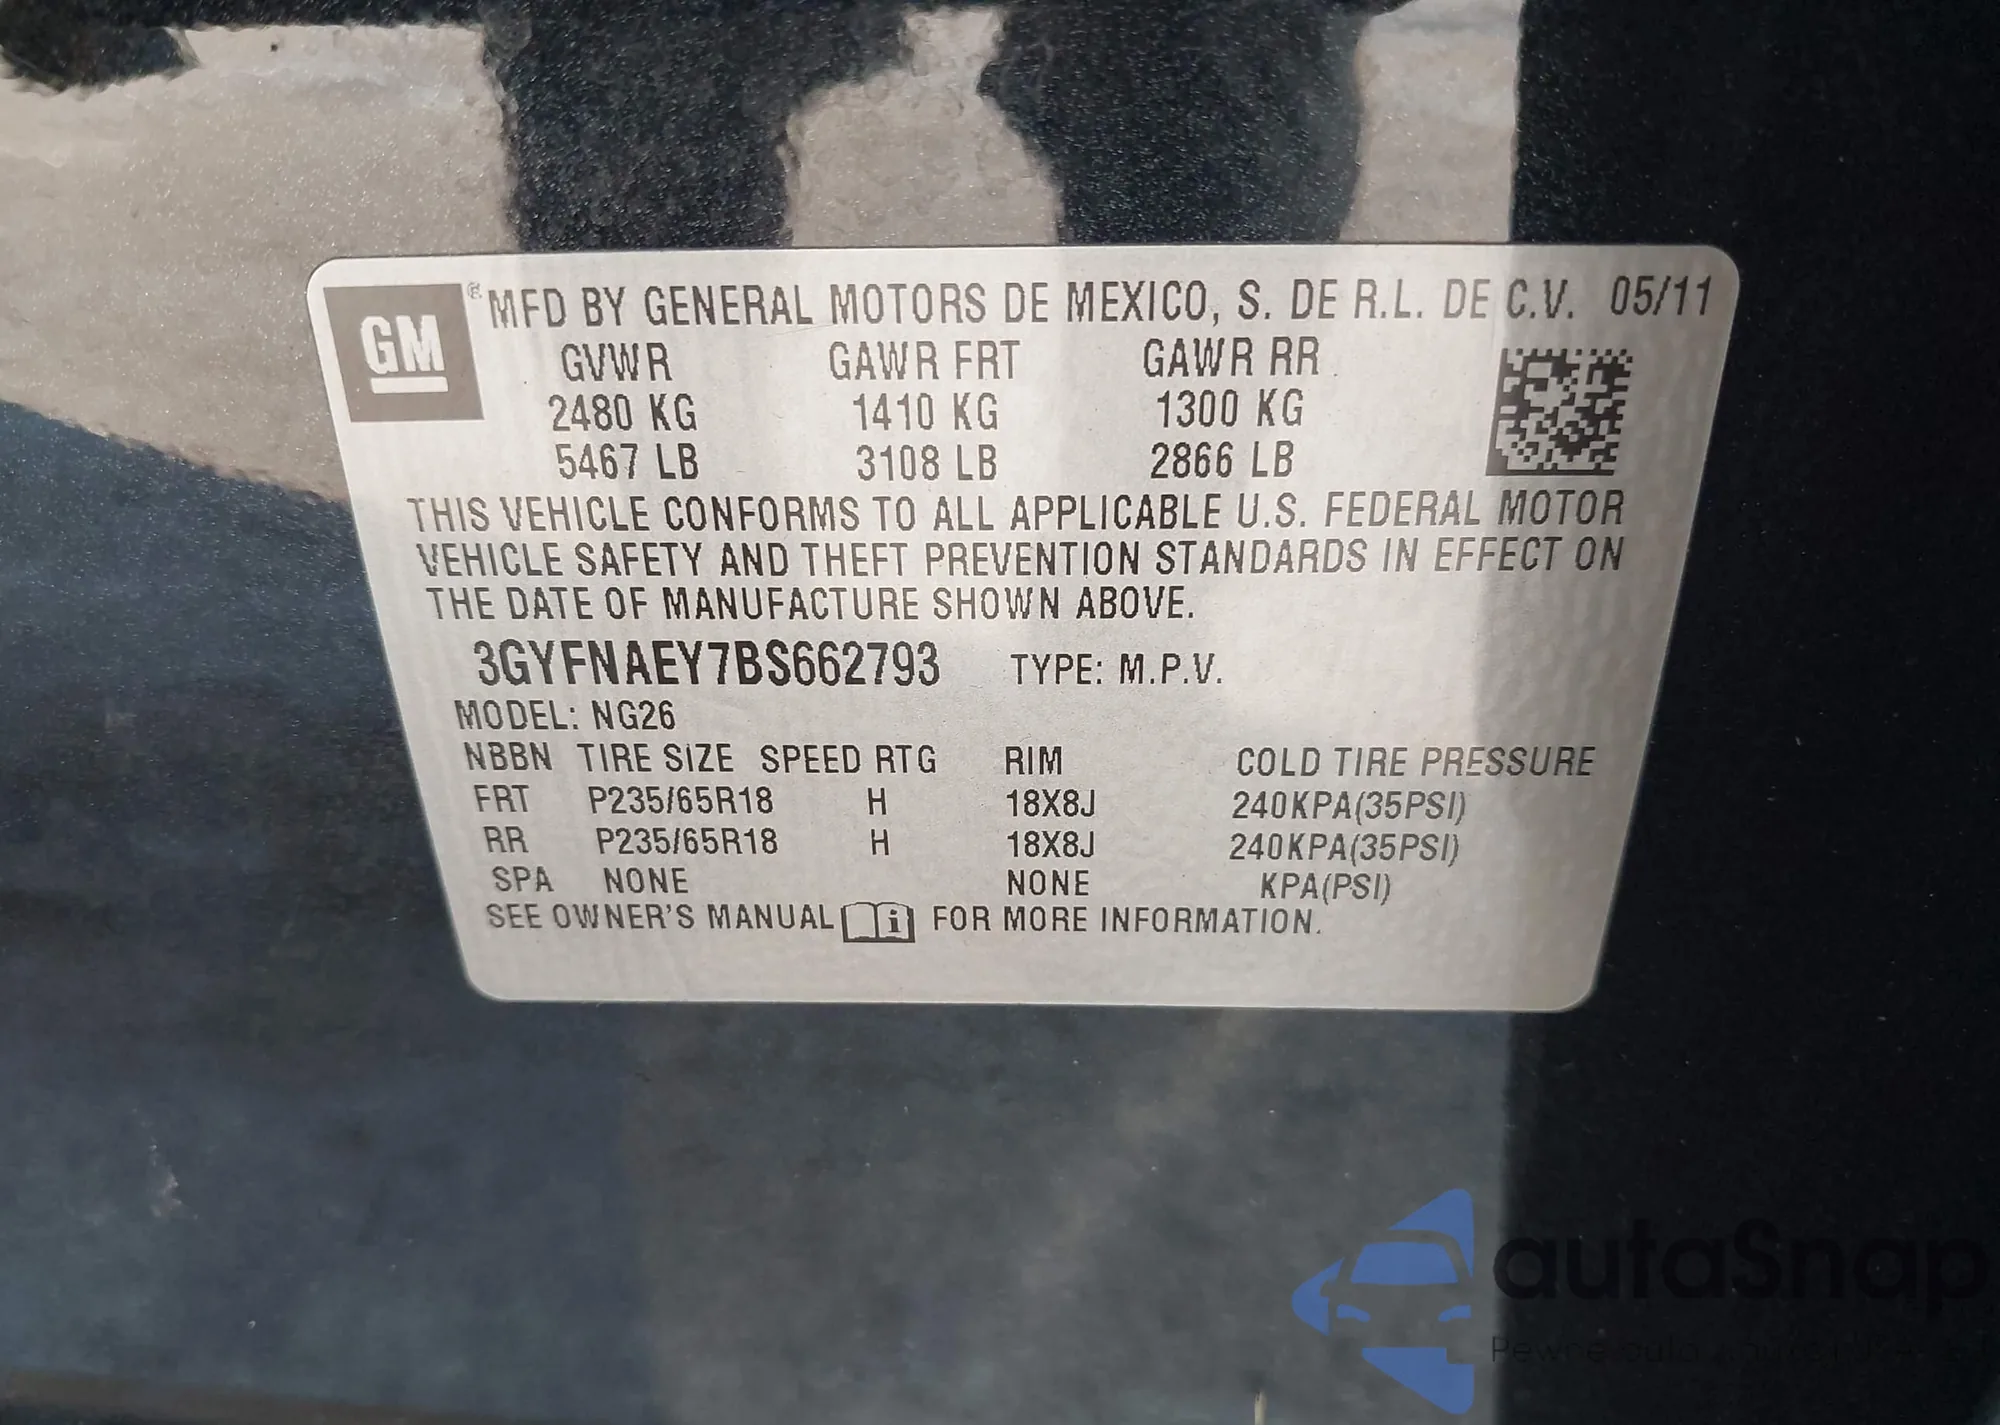 GM ® MFD BY GENERAL MOTORS DE MEXICO, S. DE R.L. DE C.V. 05/11
GVWR GAWR FRT GAWR RR
2480 KG 1410 KG 1300 KG
5467 LB 3108 LB 2866 LB
THIS VEHICLE CONFORMS TO ALL APPLICABLE U.S. FEDERAL MOTOR
VEHICLE SAFETY AND THEFT PREVENTION STANDARDS IN EFFECT ON
THE DATE OF MANUFACTURE SHOWN ABOVE.
3GYFNAEY7BS662793 TYPE: M.P.V.
MODEL: NG26
NBBN TIRE SIZE SPEED RTG RIM COLD TIRE PRESSURE
FRT P235/65R18 H 18X8J 240KPA(35PSI)
RR P235/65R18 H 18X8J 240KPA(35PSI)
SPA NONE NONE KPA(PSI)
SEE OWNER'S MANUAL i FOR MORE INFORMATION.
autaSnap
Pewne auta